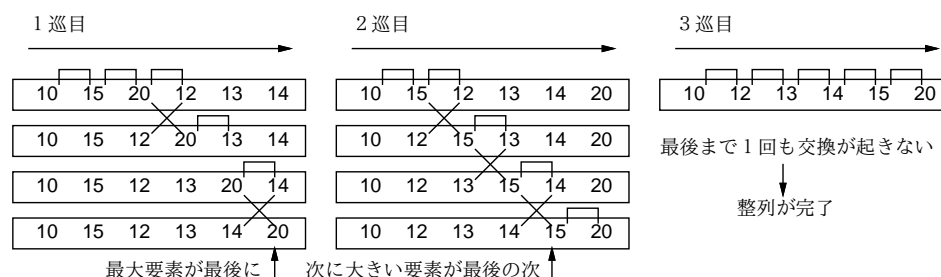 1 巡目
10 15 20 12 13 14
10 15 12 20 13 14
10 15 12 13 20 14
10 15 12 13 14 20
最大要素が最後に
2 巡目
10 15 12 13 14 20
10 12 15 13 14 20
10 12 13 15 14 20
10 12 13 14 15 20
次に大きい要素が最後の次
3 巡目
10 12 13 14 15 20
最後まで 1 回も交換が起きない
整列が完了